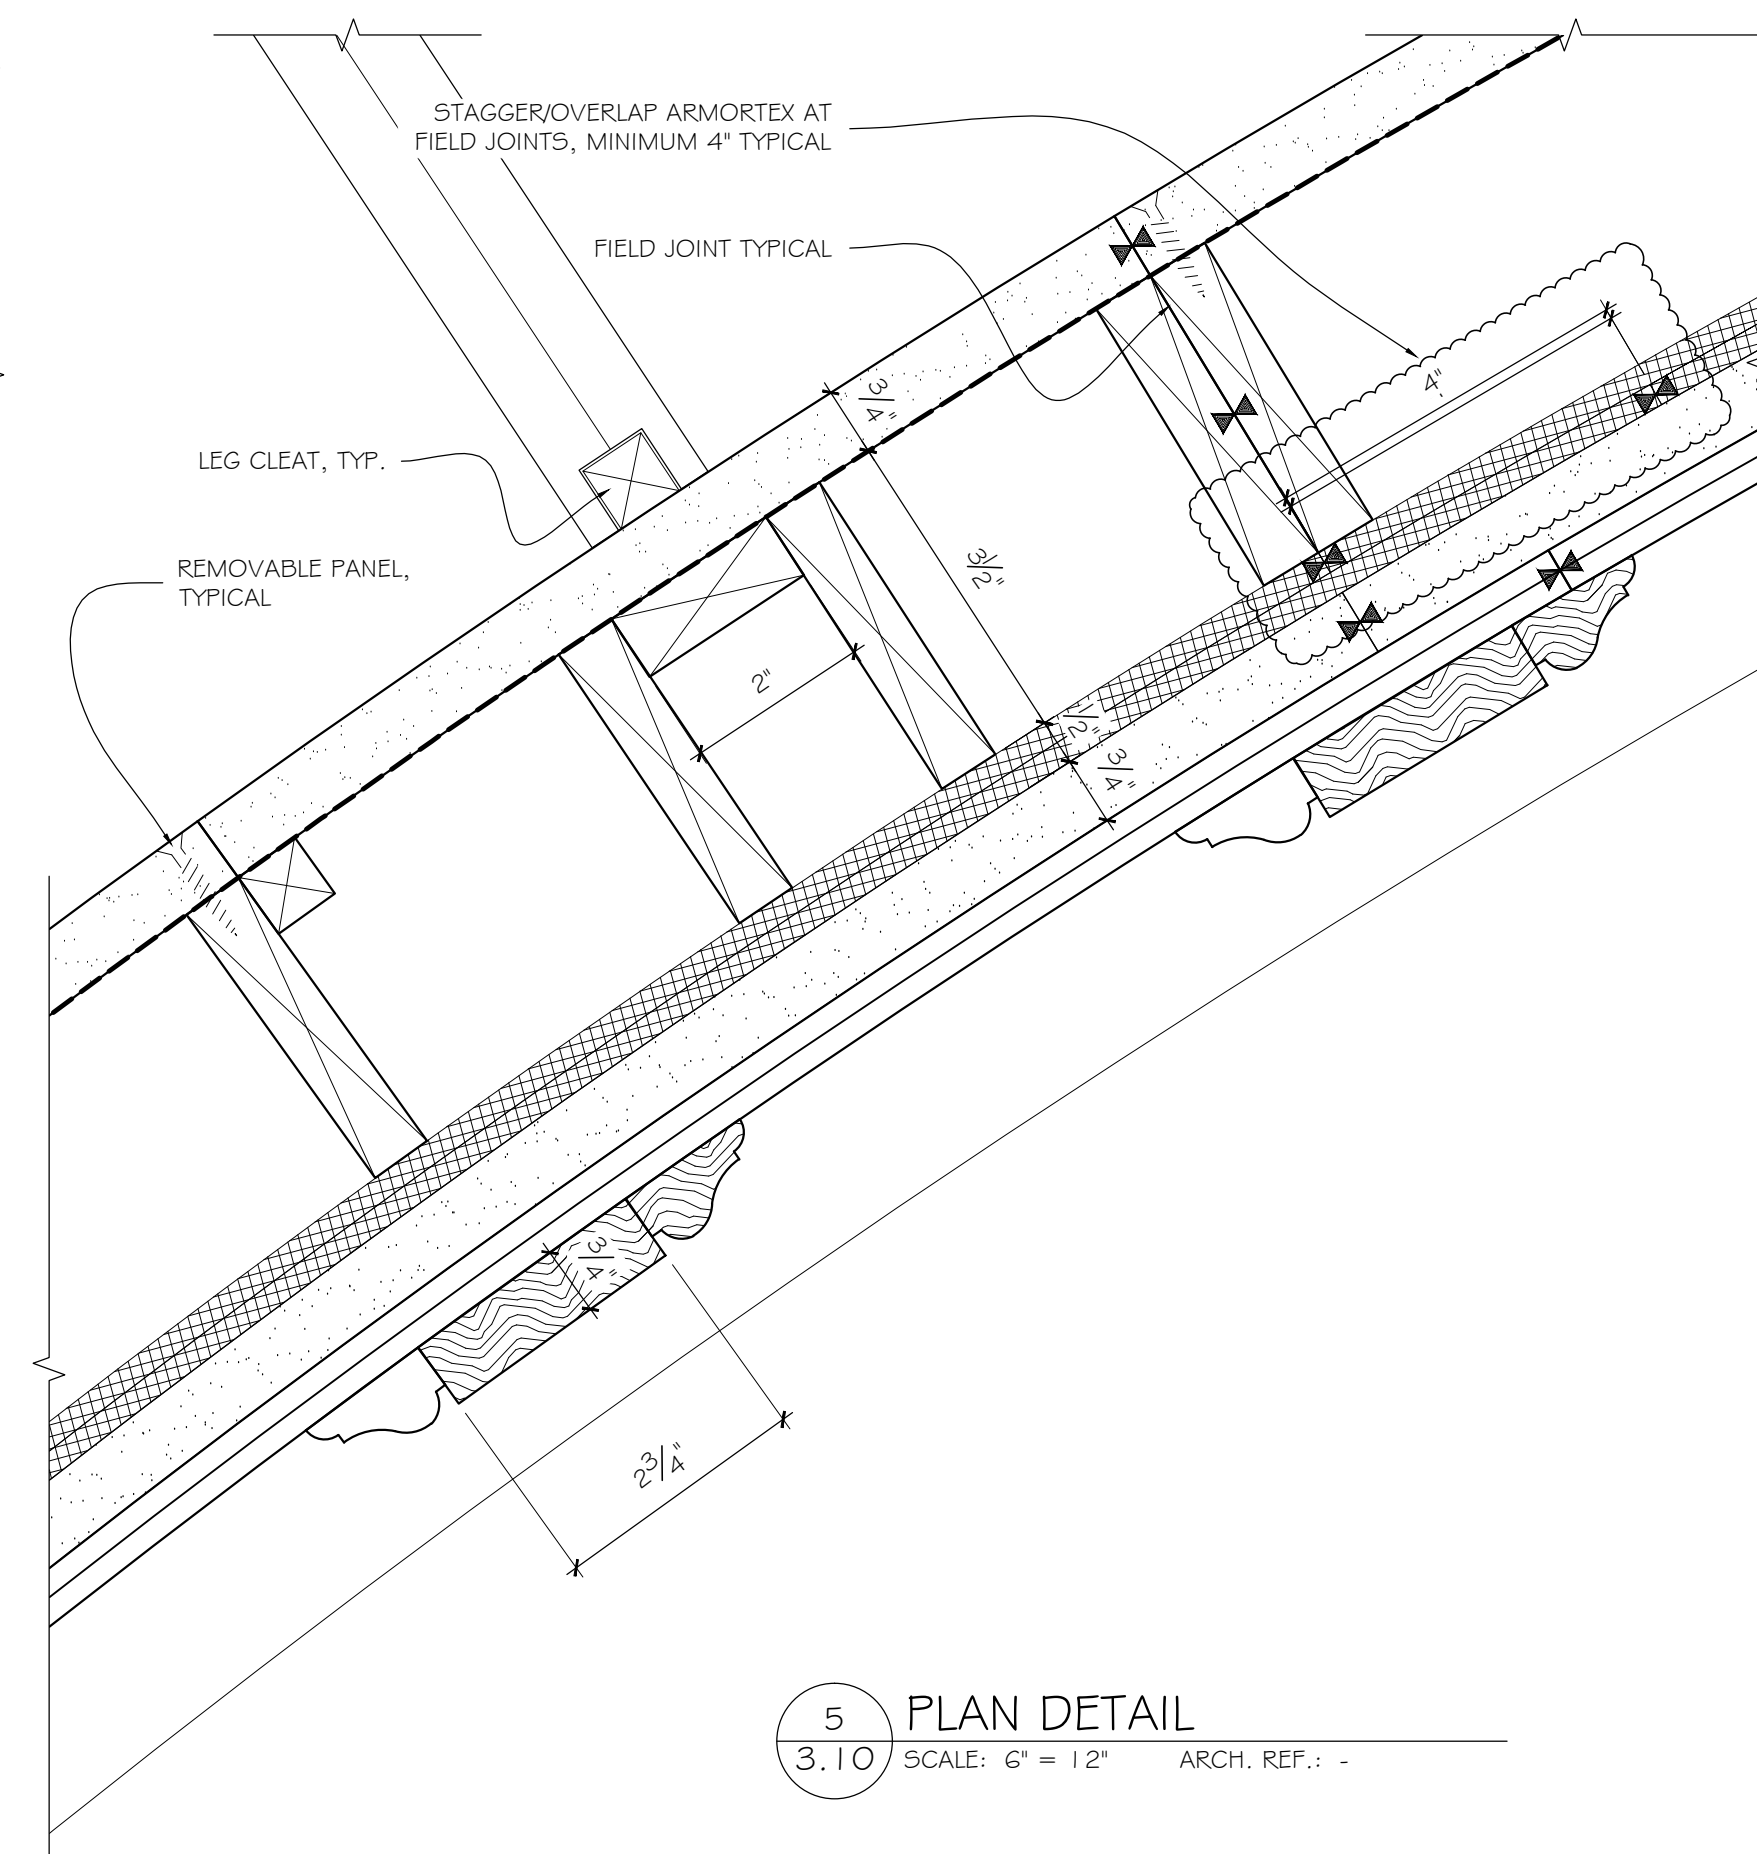 STAGGER/OVERLAP ARMORTEX AT
FIELD JOINTS, MINIMUM 4" TYPICAL
FIELD JOINT TYPICAL
LEG CLEAT, TYP.
REMOVABLE PANEL,
TYPICAL
3/4"
4"
3/2"
2"
1/2"
3/4"
3/4"
2 3/4"
5
PLAN DETAIL
3.10
SCALE: 6" = 12" ARCH. REF.: -